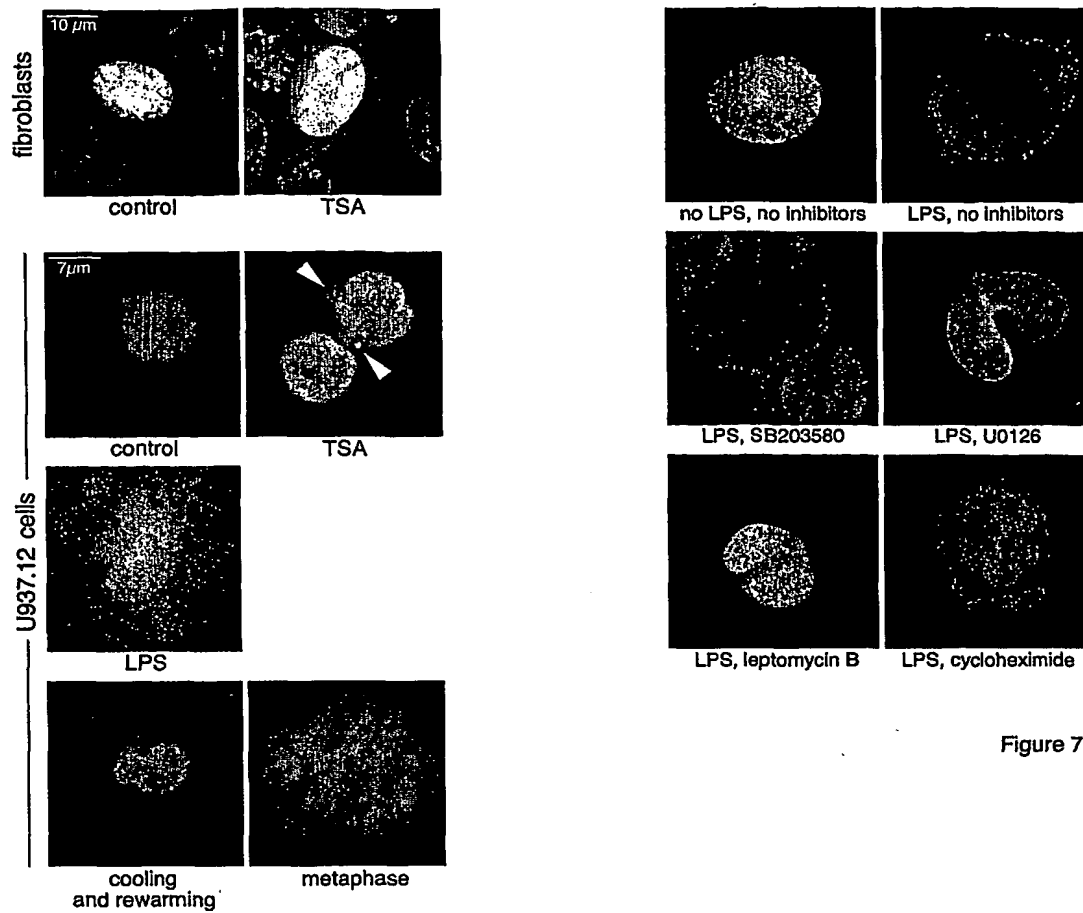 fibroblasts
10 µm
control
TSA
U937.12 cells
7µm
control
TSA
LPS
cooling
and rewarming
metaphase
no LPS, no inhibitors
LPS, no inhibitors
LPS, SB203580
LPS, U0126
LPS, leptomycin B
LPS, cycloheximide
Figure 7